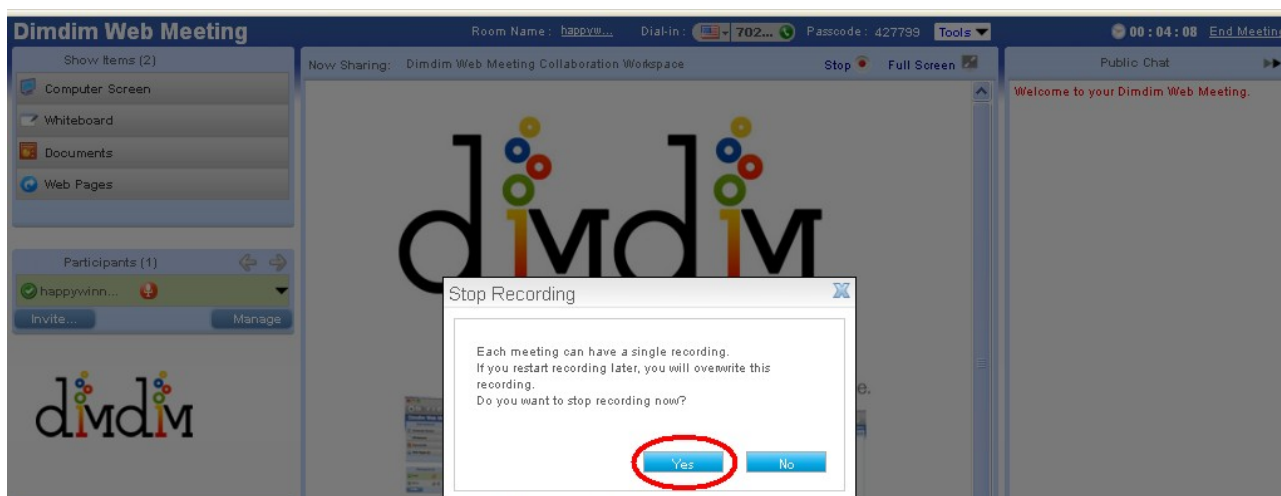 Dimdim Web Meeting
Room Name: happyw... Dial-in: 702... Passcode: 427799 Tools
00:04:08 End Meeting
Show Items (2)
Computer Screen
Whiteboard
Documents
Web Pages
Participants (1)
happywinn...
Invite... Manage
dimdim
Now Sharing: Dimdim Web Meeting Collaboration Workspace Stop Full Screen
dimdim
Stop Recording X
Each meeting can have a single recording.
If you restart recording later, you will overwrite this
recording.
Do you want to stop recording now?
Yes No
e.
Public Chat
Welcome to your Dimdim Web Meeting.